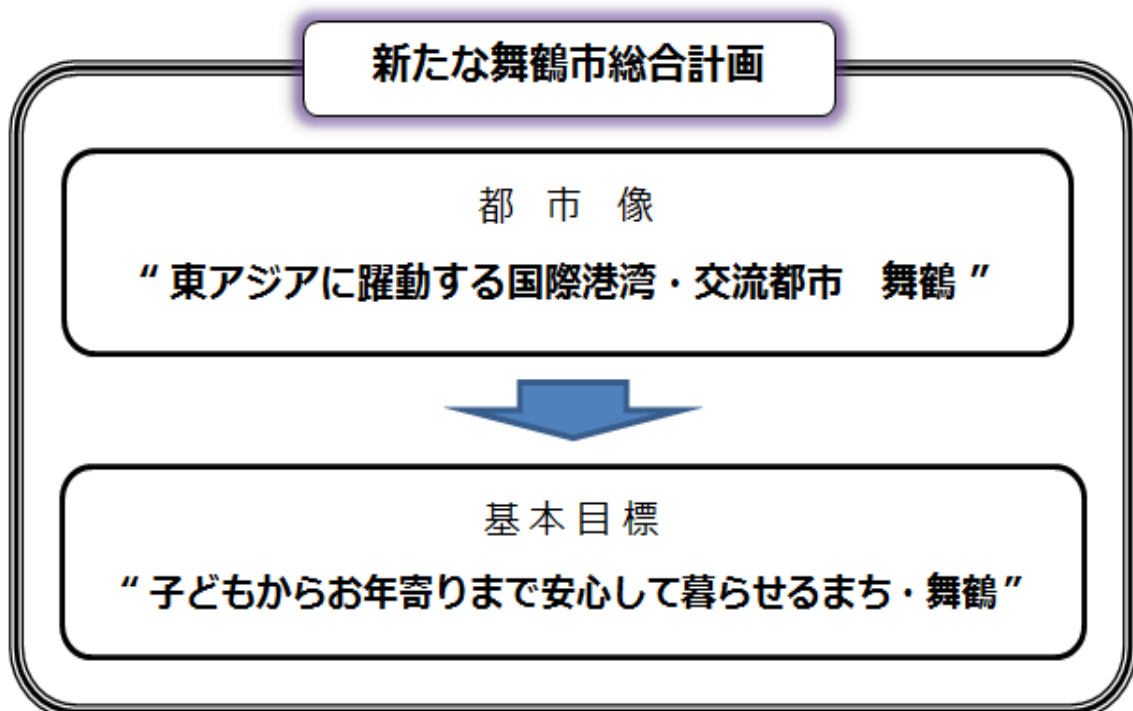 新たな舞鶴市総合計画
都 市 像
“ 東アジアに躍動する国際港湾・交流都市　舞鶴 ”
基本目標
“ 子どもからお年寄りまで安心して暮らせるまち・舞鶴”